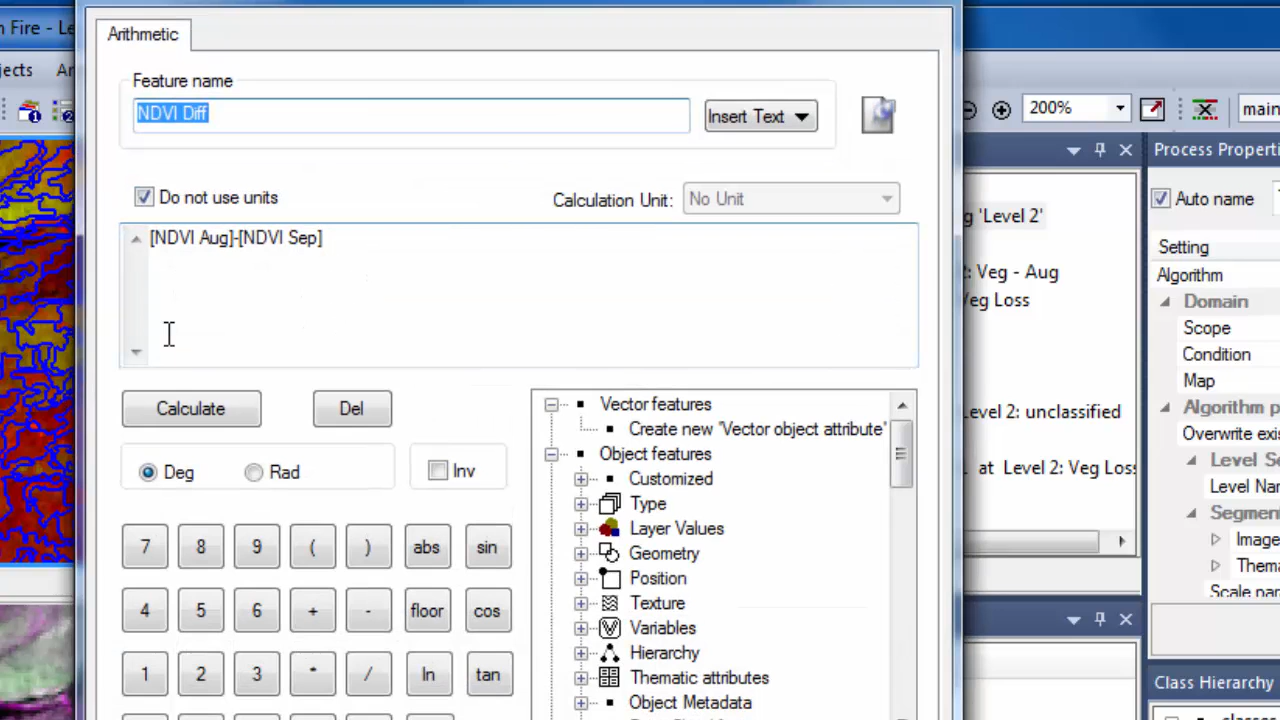 n Fire - Le
Arithmetic
jects
Ar
Feature name
NDVI Diff
Insert Text
200%
main
Process Properti
Do not use units
Calculation Unit:
No Unit
Auto name
g 'Level 2'
[NDVI Aug]-[NDVI Sep]
Setting
: Veg - Aug
Algorithm
Veg Loss
Domain
Scope
Condition
Map
Calculate
Del
Vector features
Level 2: unclassified
Algorithm p
Create new 'Vector object attribute'
Overwrite exis
Object features
Level Se
Deg
Rad
Inv
Customized
at Level 2: Veg Loss
Level Nar
Type
Segmen
Layer Values
Image
7 8 9 ( ) abs sin
Geometry
Thema
Position
Scale para
4 5 6 + - floor cos
Texture
Variables
Hierarchy
1 2 3 * / ln tan
Thematic attributes
Class Hierarchy
Object Metadata
classes